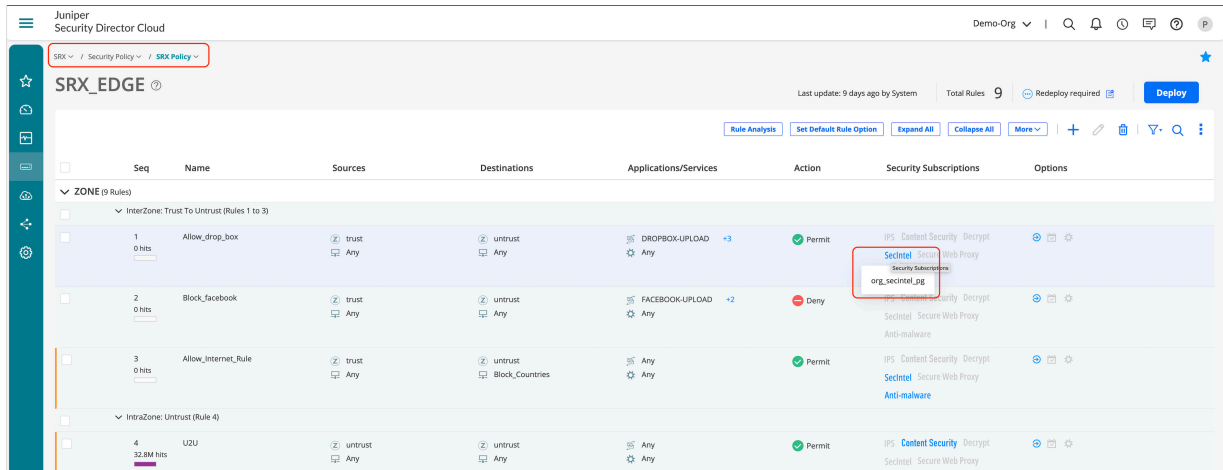 Juniper
Security Director Cloud
Demo-Org
P
SRX / Security Policy / SRX Policy
SRX_EDGE
Last update: 9 days ago by System Total Rules 9 Redeploy required Deploy
Rule Analysis Set Default Rule Option Expand All Collapse All More
Seq Name Sources Destinations Applications/Services Action Security Subscriptions Options
ZONE (9 Rules)
InterZone: Trust To Untrust (Rules 1 to 3)
1 Allow_drop_box Z trust Z untrust DROPBOX-UPLOAD +3 Permit IPS Content Security Decrypt
0 hits Any Any Any SecIntel Secure Web Proxy
Security Subscriptions
org_secintel_pg
2 Block_facebook Z trust Z untrust FACEBOOK-UPLOAD +2 Deny IPS Content Security Decrypt
0 hits Any Any Any SecIntel Secure Web Proxy
Anti-malware
3 Allow_Internet_Rule Z trust Z untrust Any Permit IPS Content Security Decrypt
0 hits Any Block_Countries Any SecIntel Secure Web Proxy
Anti-malware
IntraZone: Untrust (Rule 4)
4 U2U Z untrust Z untrust Any Permit IPS Content Security Decrypt
32.8M hits Any Any Any SecIntel Secure Web Proxy